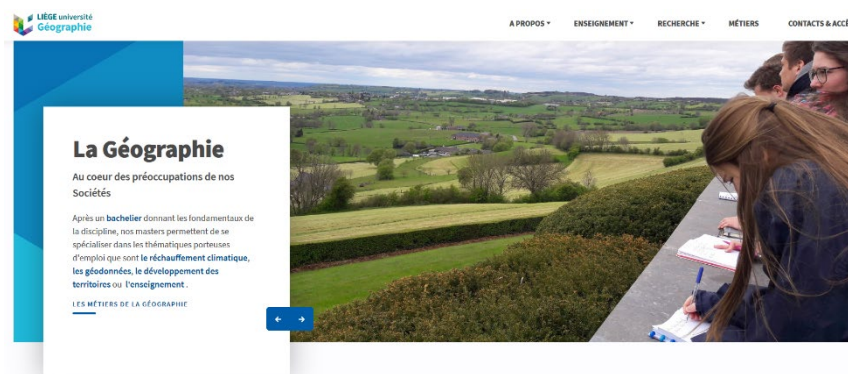 LIÈGE université
Géographie
A PROPOS
ENSEIGNEMENT
RECHERCHE
MÉTIERS
CONTACTS & ACCÈ
La Géographie
Au coeur des préoccupations de nos
Sociétés
Après un bachelier donnant les fondamentaux de
la discipline, nos masters permettent de se
spécialiser dans les thématiques porteuses
d'emploi que sont le réchauffement climatique,
les géodonnées, le développement des
territoires ou l'enseignement .
LES MÉTIERS DE LA GÉOGRAPHIE